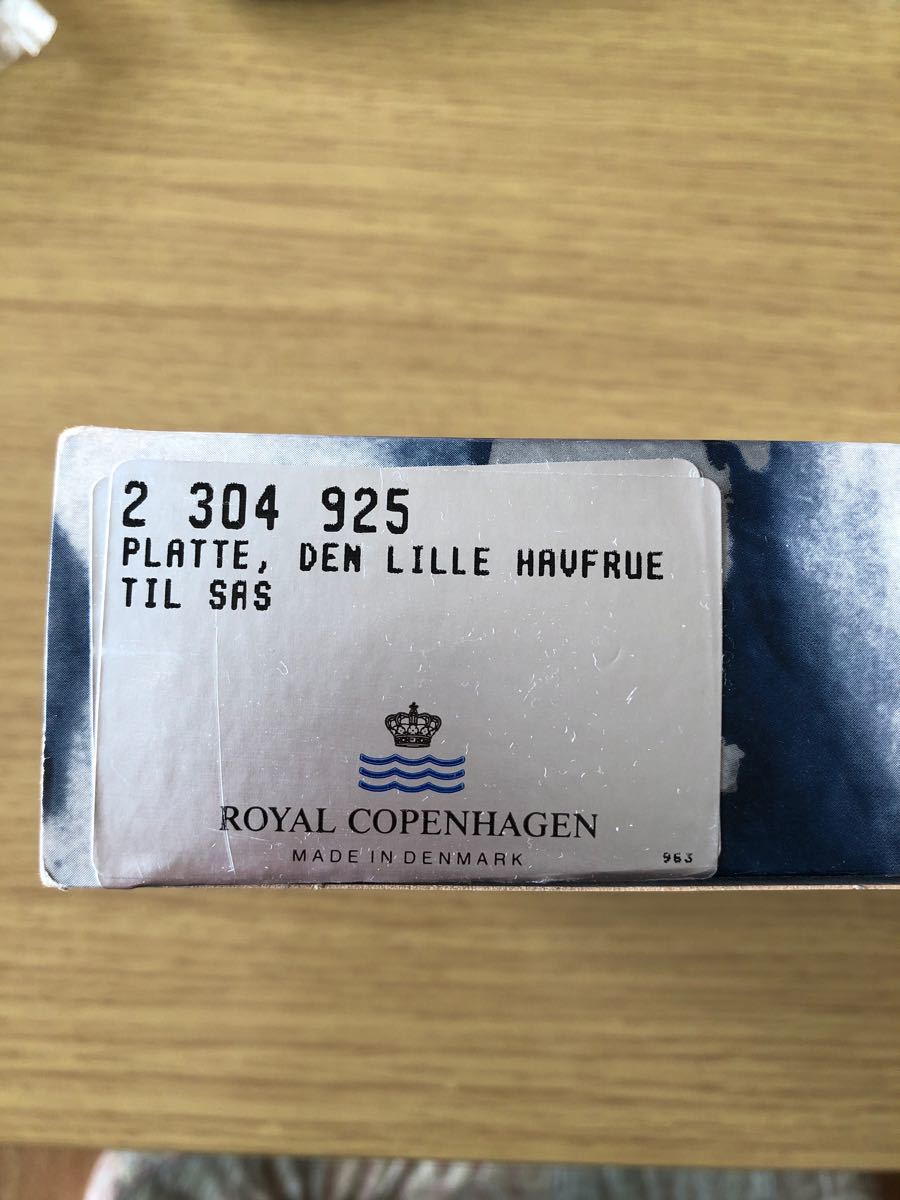 2 304 925
PLATTE, DEN LILLE HAVFRUE
TIL SAS
ROYAL COPENHAGEN
MADE IN DENMARK
963